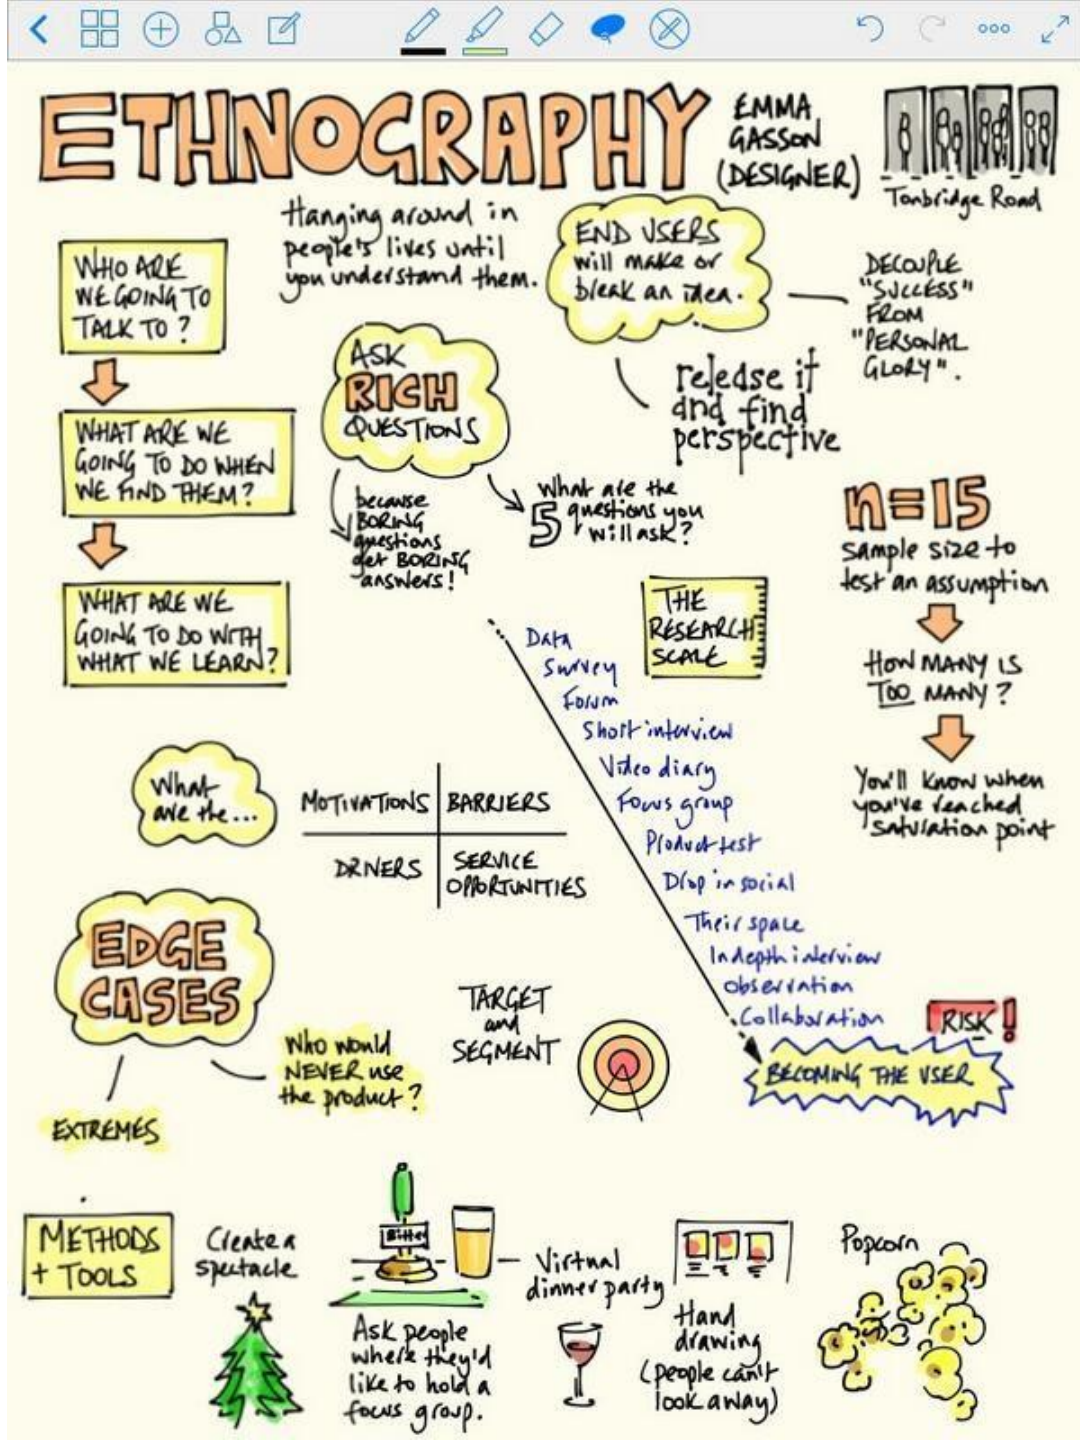 ETHNOGRAPHY
EMMA
GASSON
(DESIGNER)
Tonbridge Road
Hanging around in
people's lives until
you understand them.
END USERS
will make or
break an idea.
DECOUPLE
"SUCCESS"
FROM
"PERSONAL
GLORY".
release it
and find
perspective
WHO ARE
WE GOING TO
TALK TO?
WHAT ARE WE
GOING TO DO WHEN
WE FIND THEM?
WHAT ARE WE
GOING TO DO WITH
WHAT WE LEARN?
ASK
RICH
QUESTIONS
because
BORING
questions
get BORING
answers!
What are the
5 questions you
will ask?
n=15
sample size to
test an assumption
HOW MANY IS
TOO MANY?
You'll know when
you've reached
saturation point
THE
RESEARCH
SCALE
Data
Survey
Forum
Short interview
Video diary
Focus group
Product test
Drop in social
Their space
Indepth interview
Observation
Collaboration
RISK!
BECOMING THE USER
What
are the...
MOTIVATIONS
BARRIERS
DRIVERS
SERVICE
OPPORTUNITIES
EDGE
CASES
EXTREMES
Who would
NEVER use
the product?
TARGET
and
SEGMENT
METHODS
+ TOOLS
Create a
spectacle
Bitter
Ask people
where they'd
like to hold a
focus group.
Virtual
dinner party
Hand
drawing
(people can't
look away)
Popcorn